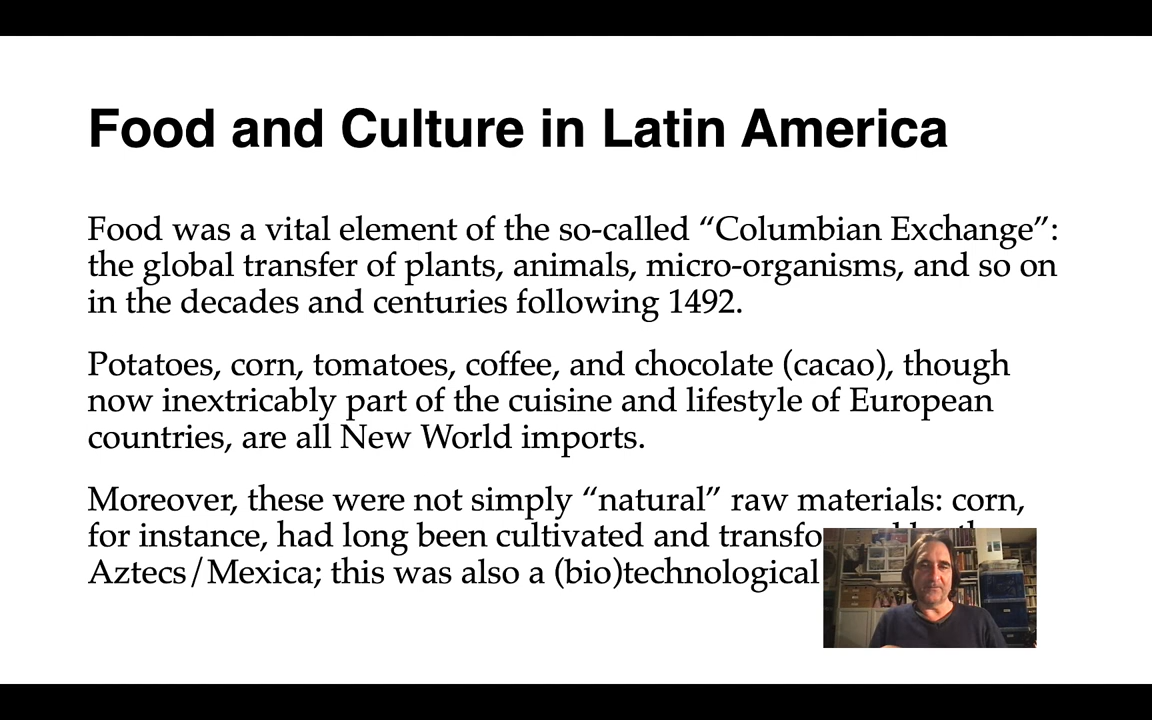 Food and Culture in Latin America
Food was a vital element of the so-called “Columbian Exchange”:
the global transfer of plants, animals, micro-organisms, and so on
in the decades and centuries following 1492.
Potatoes, corn, tomatoes, coffee, and chocolate (cacao), though
now inextricably part of the cuisine and lifestyle of European
countries, are all New World imports.
Moreover, these were not simply “natural” raw materials: corn,
for instance, had long been cultivated and
Aztecs/Mexica; this was also a (bio)technological